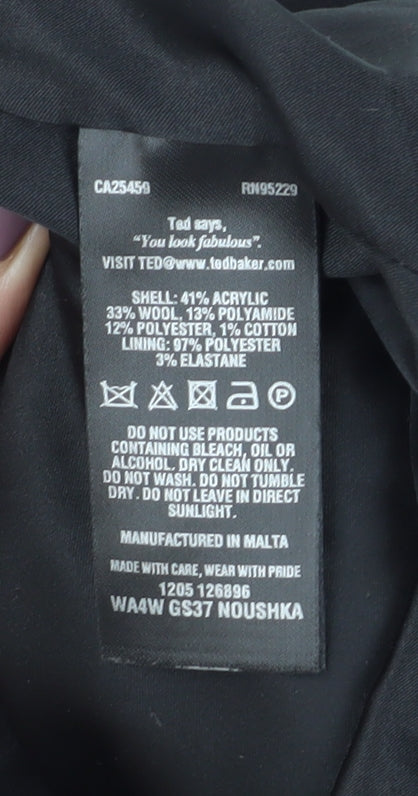 CA25459 RN95229
Ted says,
"You look fabulous".
VISIT TED@www.tedbaker.com
SHELL: 41% ACRYLIC
33% WOOL, 13% POLYAMIDE
12% POLYESTER, 1% COTTON
LINING: 97% POLYESTER
3% ELASTANE
P
DO NOT USE PRODUCTS
CONTAINING BLEACH, OIL OR
ALCOHOL. DRY CLEAN ONLY.
DO NOT WASH. DO NOT TUMBLE
DRY. DO NOT LEAVE IN DIRECT
SUNLIGHT.
MANUFACTURED IN MALTA
MADE WITH CARE, WEAR WITH PRIDE
1205 126896
WA4W GS37 NOUSHKA